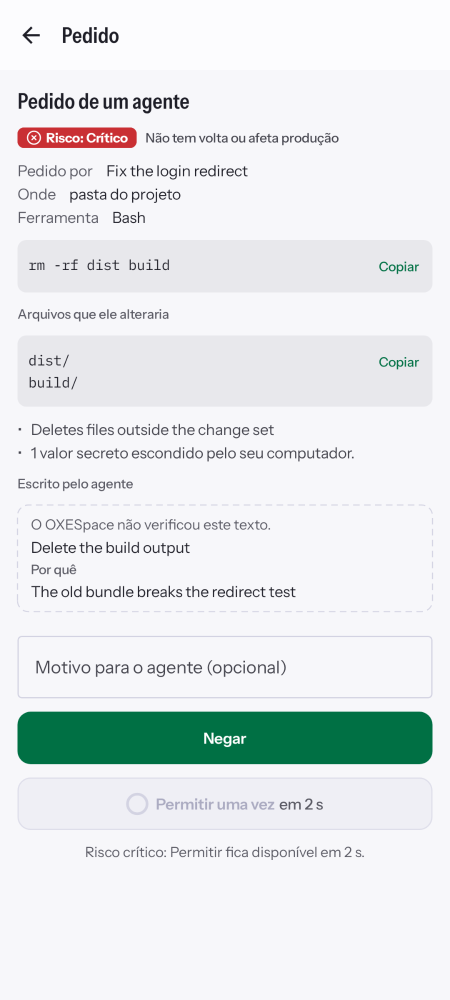 Pedido
Pedido de um agente
Risco: Crítico Não tem volta ou afeta produção
Pedido por Fix the login redirect
Onde pasta do projeto
Ferramenta Bash
rm -rf dist build Copiar
Arquivos que ele alteraria
dist/ Copiar
build/
• Deletes files outside the change set
• 1 valor secreto escondido pelo seu computador.
Escrito pelo agente
O OXESpace não verificou este texto.
Delete the build output
Por quê
The old bundle breaks the redirect test
Motivo para o agente (opcional)
Negar
Permitir uma vez em 2 s
Risco crítico: Permitir fica disponível em 2 s.